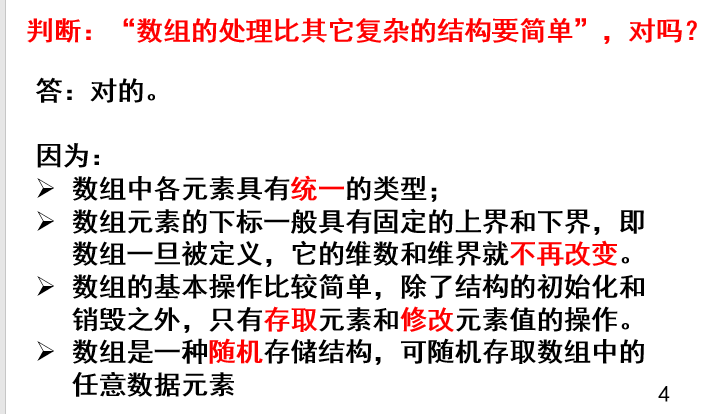 判断：“数组的处理比其它复杂的结构要简单”，对吗？
答：对的。
因为：
➢ 数组中各元素具有统一的类型；
➢ 数组元素的下标一般具有固定的上界和下界，即
数组一旦被定义，它的维数和维界就不再改变。
➢ 数组的基本操作比较简单，除了结构的初始化和
销毁之外，只有存取元素和修改元素值的操作。
➢ 数组是一种随机存储结构，可随机存取数组中的
任意数据元素
4